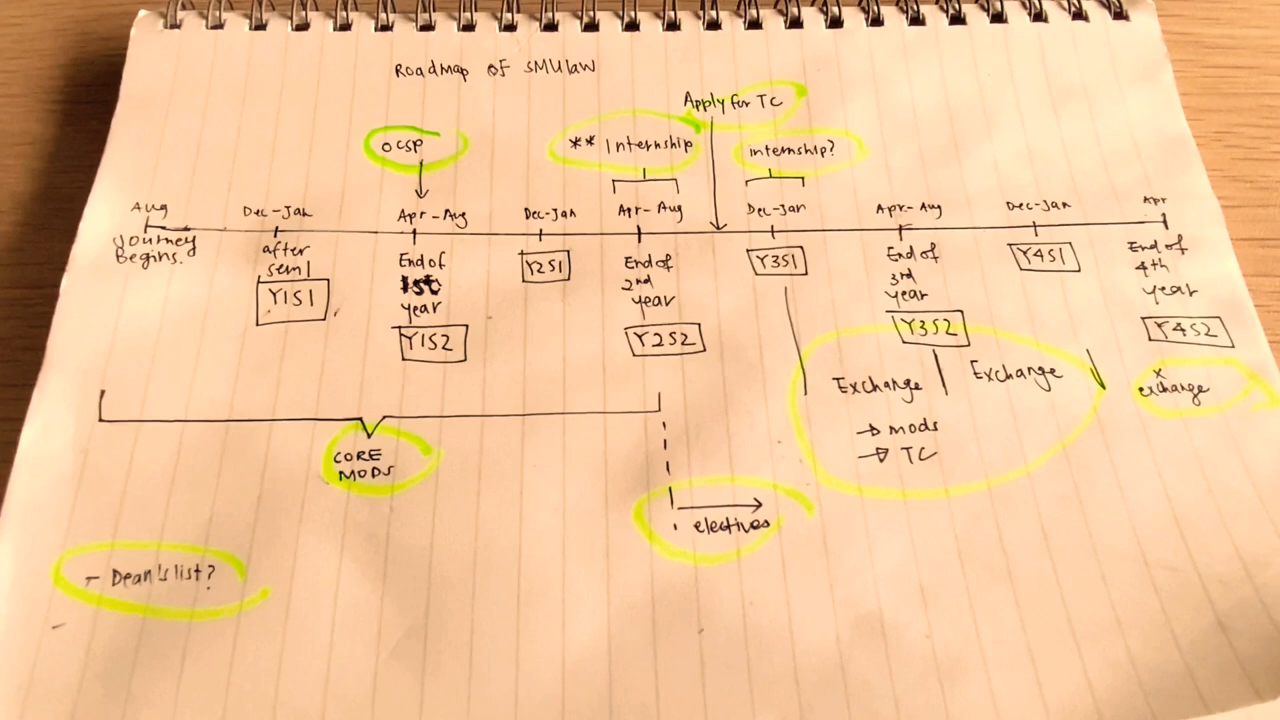 Roadmap of SMU law
Apply for TC
OCSP
** Internship
internship?
Aug
Dec-Jan
Apr-Aug
Dec-Jan
Apr-Aug
Dec-Jan
Apr-Aug
Dec-Jan
Apr
Journey
Begins.
after
sem 1
Y1S1
End of
1st
year
Y1S2
Y2S1
End of
2nd
year
Y2S2
Y3S1
End of
3rd
year
Y3S2
Y4S1
End of
4th
year
Y4S2
Exchange
→ mods
→ TC
Exchange
x
exchange
CORE
MODS
→
electives
- Dean's list?